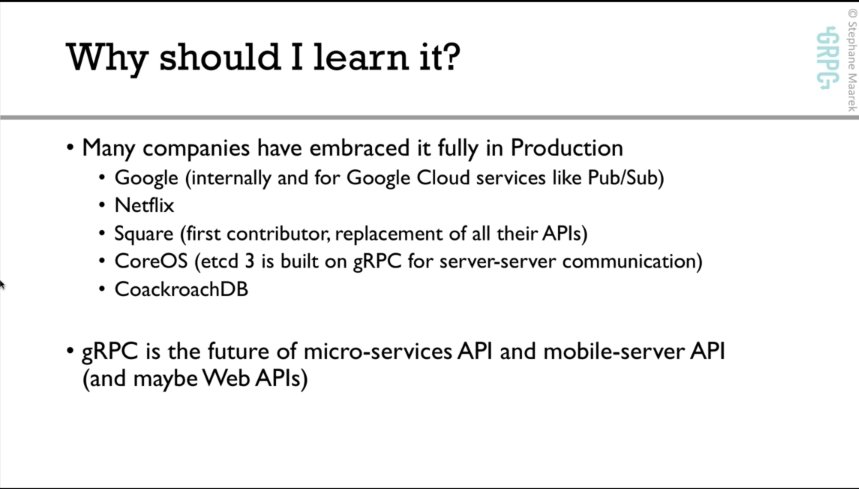 Why should I learn it?
gRPC
© Stephane Maarek
• Many companies have embraced it fully in Production
• Google (internally and for Google Cloud services like Pub/Sub)
• Netflix
• Square (first contributor, replacement of all their APIs)
• CoreOS (etcd 3 is built on gRPC for server-server communication)
• CoackroachDB
• gRPC is the future of micro-services API and mobile-server API
(and maybe Web APIs)